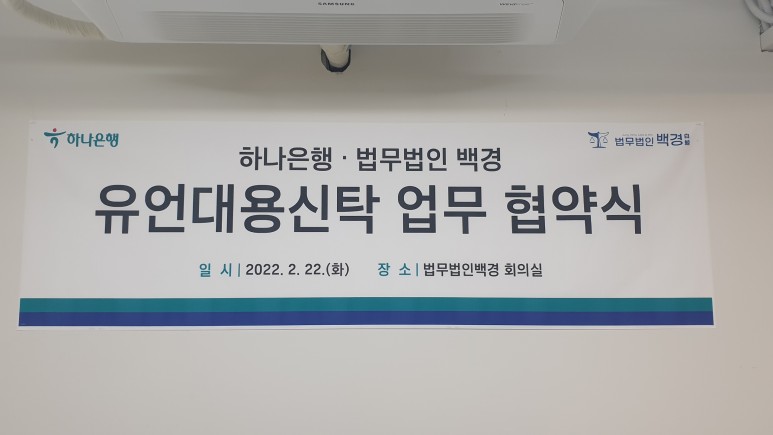 SAMSUNG
하나은행
법무법인 백경
하나은행 · 법무법인 백경
유언대용신탁 업무 협약식
일 시 | 2022. 2. 22.(화) 장 소 | 법무법인백경 회의실